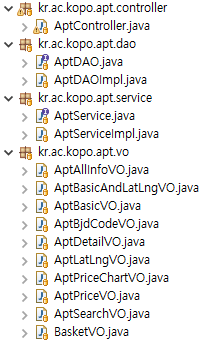 kr.ac.kopo.apt.controller
AptController.java
kr.ac.kopo.apt.dao
AptDAO.java
AptDAOImpl.java
kr.ac.kopo.apt.service
AptService.java
AptServiceImpl.java
kr.ac.kopo.apt.vo
AptAllInfoVO.java
AptBasicAndLatLngVO.java
AptBasicVO.java
AptBjdCodeVO.java
AptDetailVO.java
AptLatLngVO.java
AptPriceChartVO.java
AptPriceVO.java
AptSearchVO.java
BasketVO.java